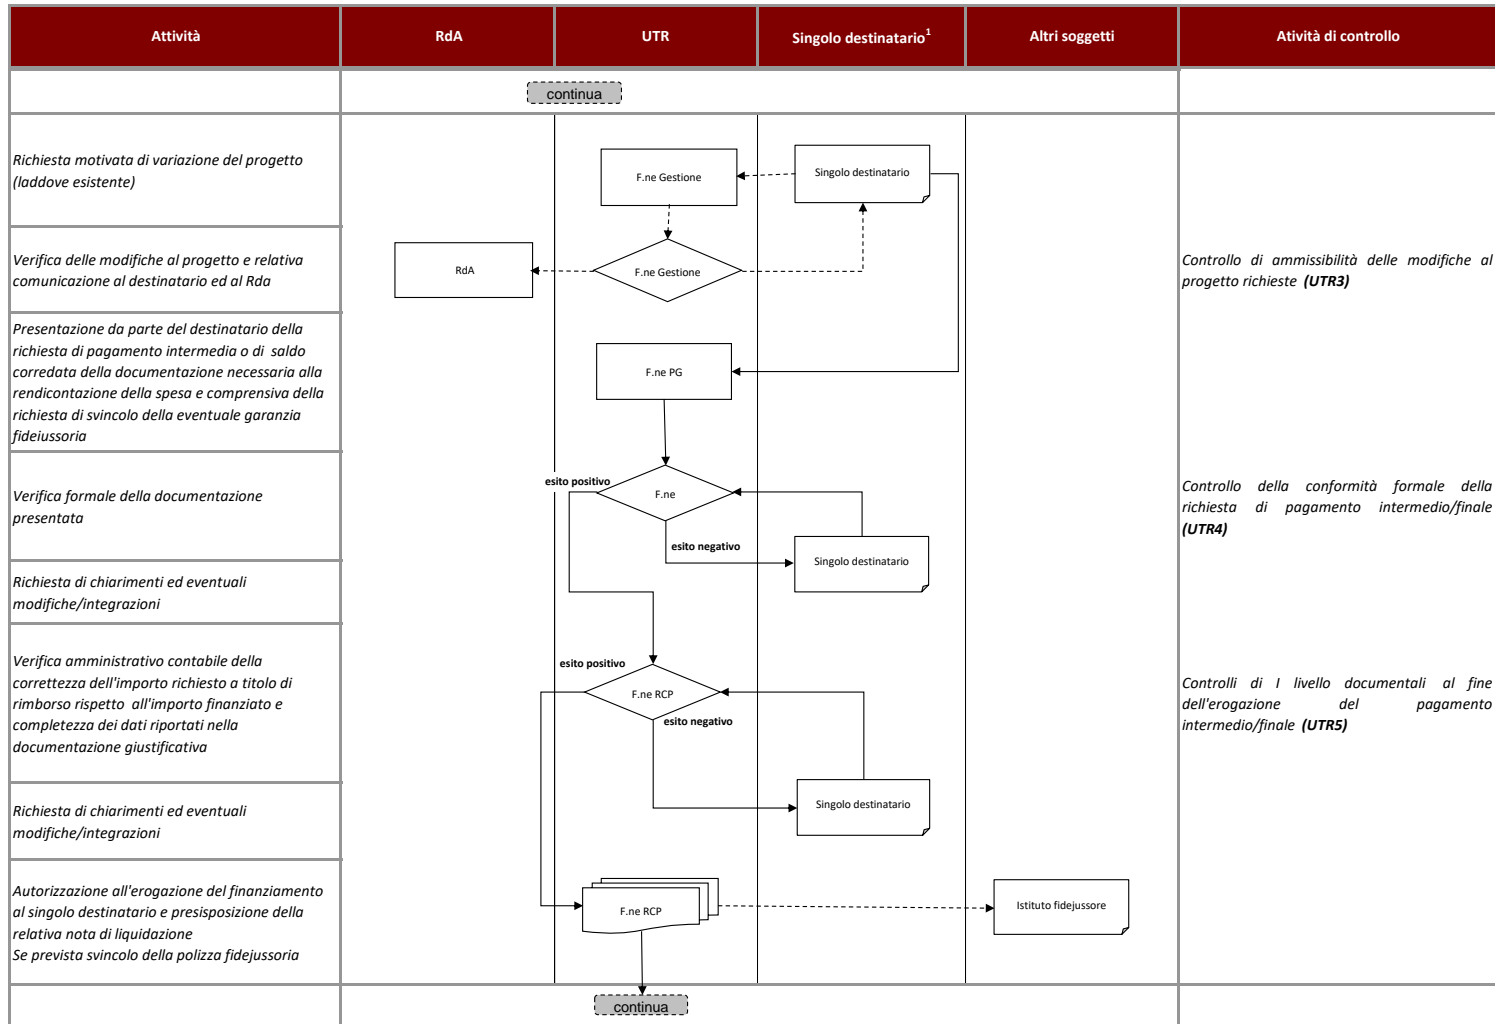 Attività
RdA
UTR
Singolo destinatario1
Altri soggetti
Atività di controllo
continua
Richiesta motivata di variazione del progetto
(laddove esistente)
F.ne Gestione
Singolo destinatario
Verifica delle modifiche al progetto e relativa
comunicazione al destinatario ed al Rda
RdA
F.ne Gestione
Controllo di ammissibilità delle modifiche al
progetto richieste (UTR3)
Presentazione da parte del destinatario della
richiesta di pagamento intermedia o di saldo
corredata della documentazione necessaria alla
rendicontazione della spesa e comprensiva della
richiesta di svincolo della eventuale garanzia
fideiussoria
F.ne PG
Verifica formale della documentazione
presentata
esito positivo
F.ne
esito negativo
Singolo destinatario
Controllo della conformità formale della
richiesta di pagamento intermedio/finale
(UTR4)
Richiesta di chiarimenti ed eventuali
modifiche/integrazioni
Verifica amministrativo contabile della
correttezza dell'importo richiesto a titolo di
rimborso rispetto all'importo finanziato e
completezza dei dati riportati nella
documentazione giustificativa
esito positivo
F.ne RCP
esito negativo
Controlli di I livello documentali al fine
dell'erogazione del pagamento
intermedio/finale (UTR5)
Richiesta di chiarimenti ed eventuali
modifiche/integrazioni
Singolo destinatario
Autorizzazione all'erogazione del finanziamento
al singolo destinatario e presisposizione della
relativa nota di liquidazione
Se prevista svincolo della polizza fidejussoria
F.ne RCP
Istituto fidejussore
continua